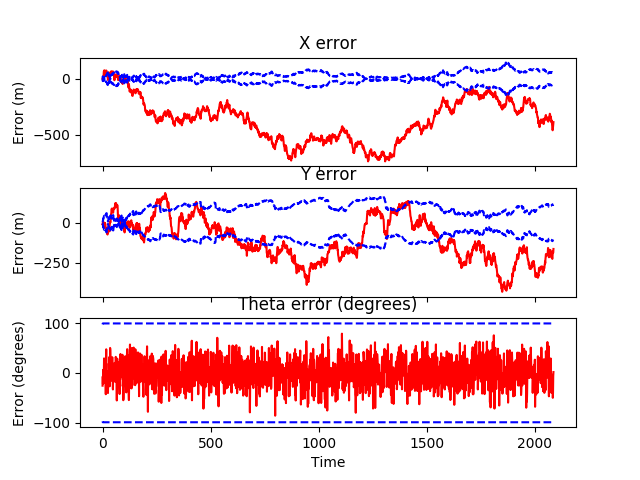 X error
Error (m)
0
−500
Y error
Error (m)
0
−250
Theta error (degrees)
Error (degrees)
100
0
−100
0
500
1000
1500
2000
Time